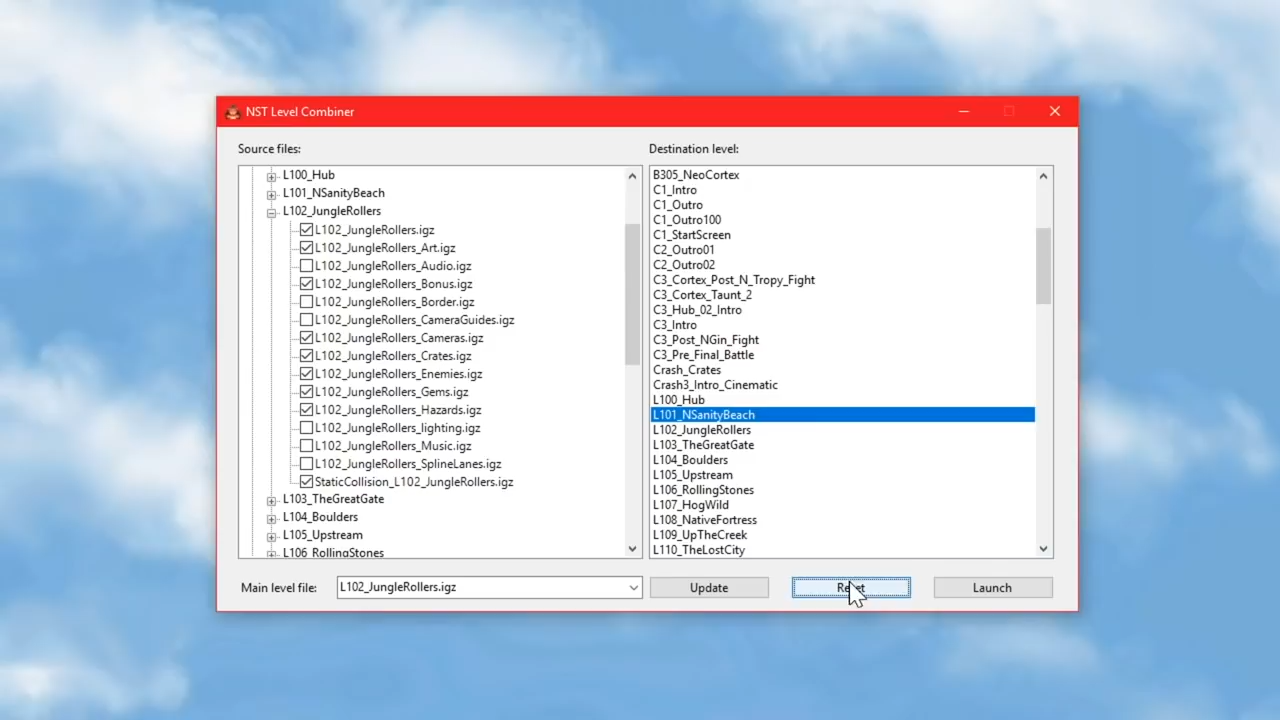 NST Level Combiner
Source files:
L100_Hub
L101_NSanityBeach
L102_JungleRollers
L102_JungleRollers.igz
L102_JungleRollers_Art.igz
L102_JungleRollers_Audio.igz
L102_JungleRollers_Bonus.igz
L102_JungleRollers_Border.igz
L102_JungleRollers_CameraGuides.igz
L102_JungleRollers_Cameras.igz
L102_JungleRollers_Crates.igz
L102_JungleRollers_Enemies.igz
L102_JungleRollers_Gems.igz
L102_JungleRollers_Hazards.igz
L102_JungleRollers_lighting.igz
L102_JungleRollers_Music.igz
L102_JungleRollers_SplineLanes.igz
StaticCollision_L102_JungleRollers.igz
L103_TheGreatGate
L104_Boulders
L105_Upstream
L106_RollingStones
Destination level:
B305_NeoCortex
C1_Intro
C1_Outro
C1_Outro100
C1_StartScreen
C2_Outro01
C2_Outro02
C3_Cortex_Post_N_Tropy_Fight
C3_Cortex_Taunt_2
C3_Hub_02_Intro
C3_Intro
C3_Post_NGin_Fight
C3_Pre_Final_Battle
Crash_Crates
Crash3_Intro_Cinematic
L100_Hub
L101_NSanityBeach
L102_JungleRollers
L103_TheGreatGate
L104_Boulders
L105_Upstream
L106_RollingStones
L107_HogWild
L108_NativeFortress
L109_UpTheCreek
L110_TheLostCity
Main level file: L102_JungleRollers.igz Update Reset Launch